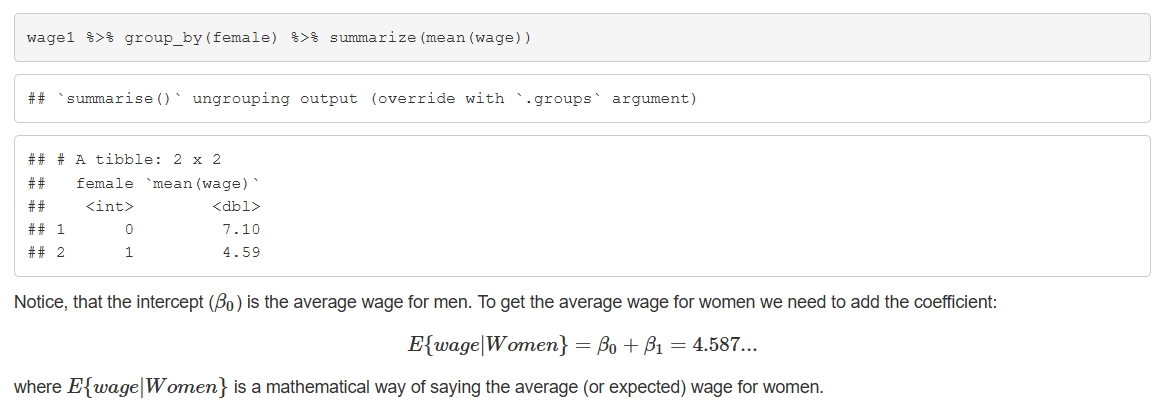 wage1 %>% group_by(female) %>% summarize(mean(wage))
## `summarise()` ungrouping output (override with `.groups` argument)
## # A tibble: 2 x 2
##   female `mean(wage)`
##    <int>        <dbl>
## 1      0         7.10
## 2      1         4.59
Notice, that the intercept (β₀) is the average wage for men. To get the average wage for women we need to add the coefficient:
E{wage|Women} = β₀ + β₁ = 4.587...
where E{wage|Women} is a mathematical way of saying the average (or expected) wage for women.